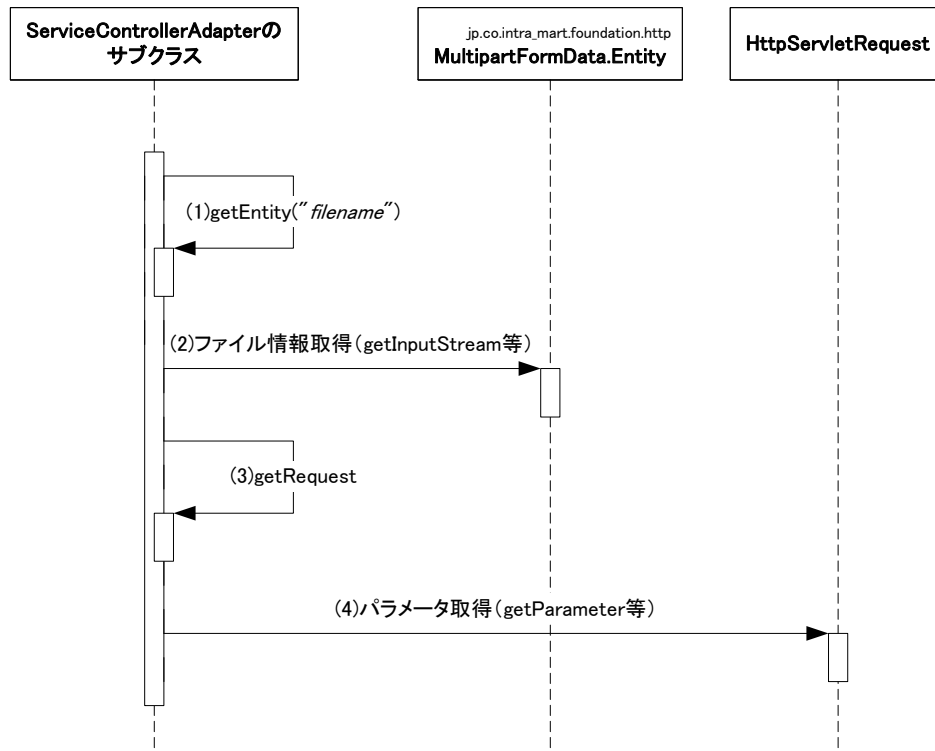 ServiceControllerAdapterの
サブクラス
jp.co.intra_mart.foundation.http
MultipartFormData.Entity
HttpServletRequest
(1)getEntity("filename")
(2)ファイル情報取得(getInputStream等)
(3)getRequest
(4)パラメータ取得(getParameter等)